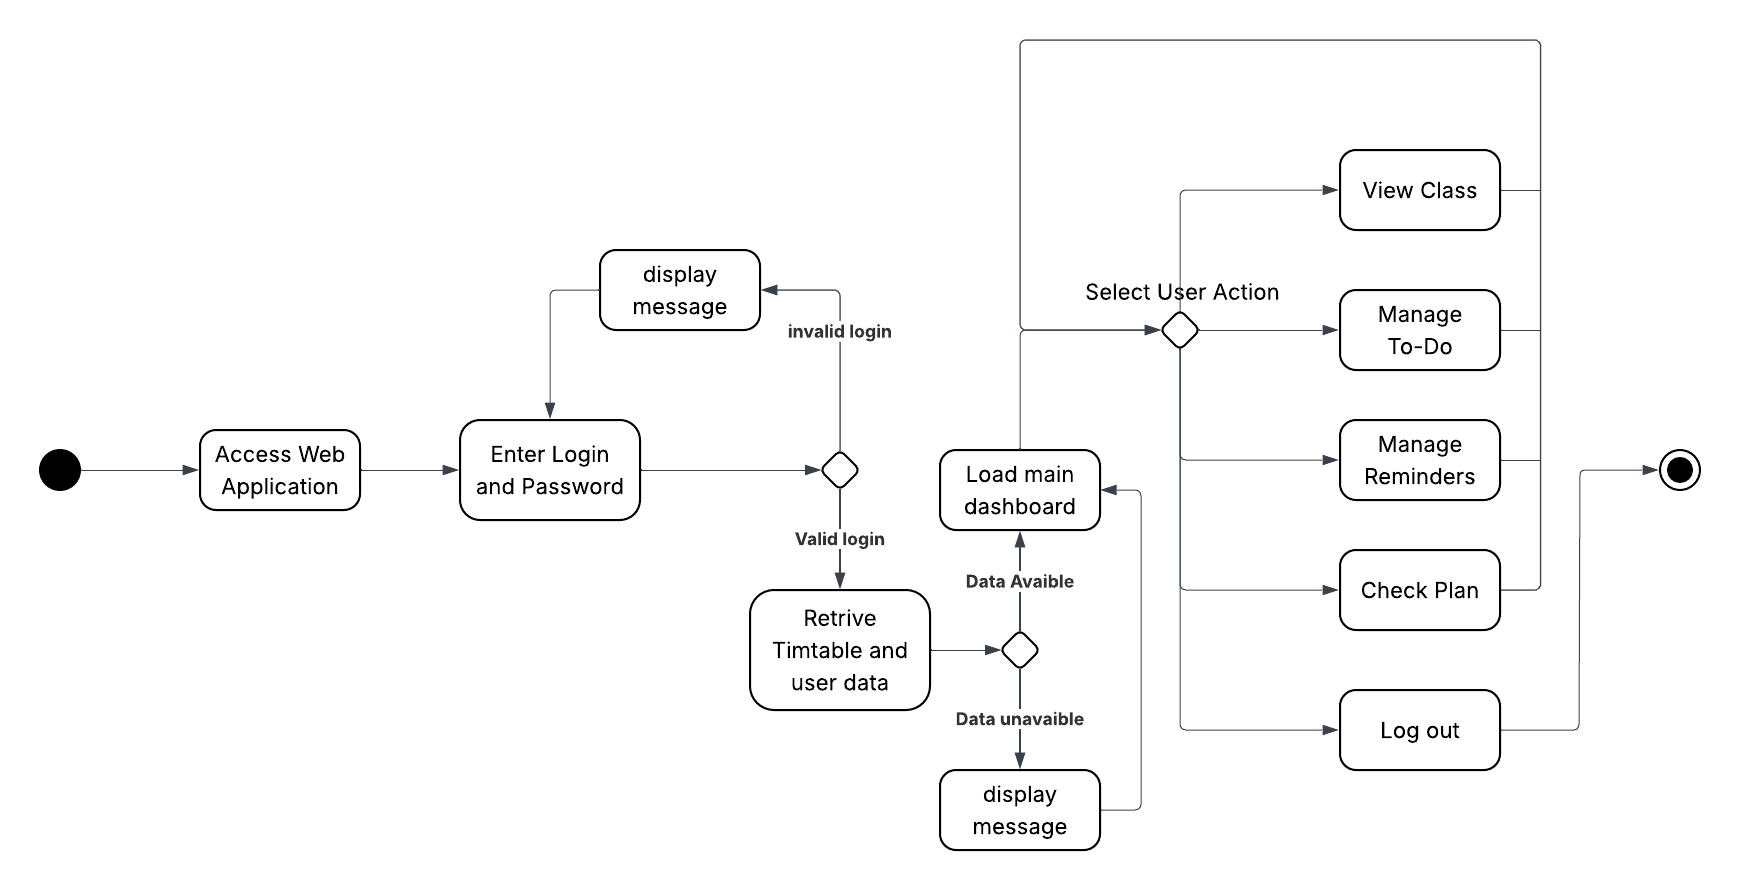 display
message
invalid login
Access Web
Application
Enter Login
and Password
Valid login
Retrive
Timtable and
user data
Load main
dashboard
Data Avaible
Data unavaible
display
message
Select User Action
View Class
Manage
To-Do
Manage
Reminders
Check Plan
Log out